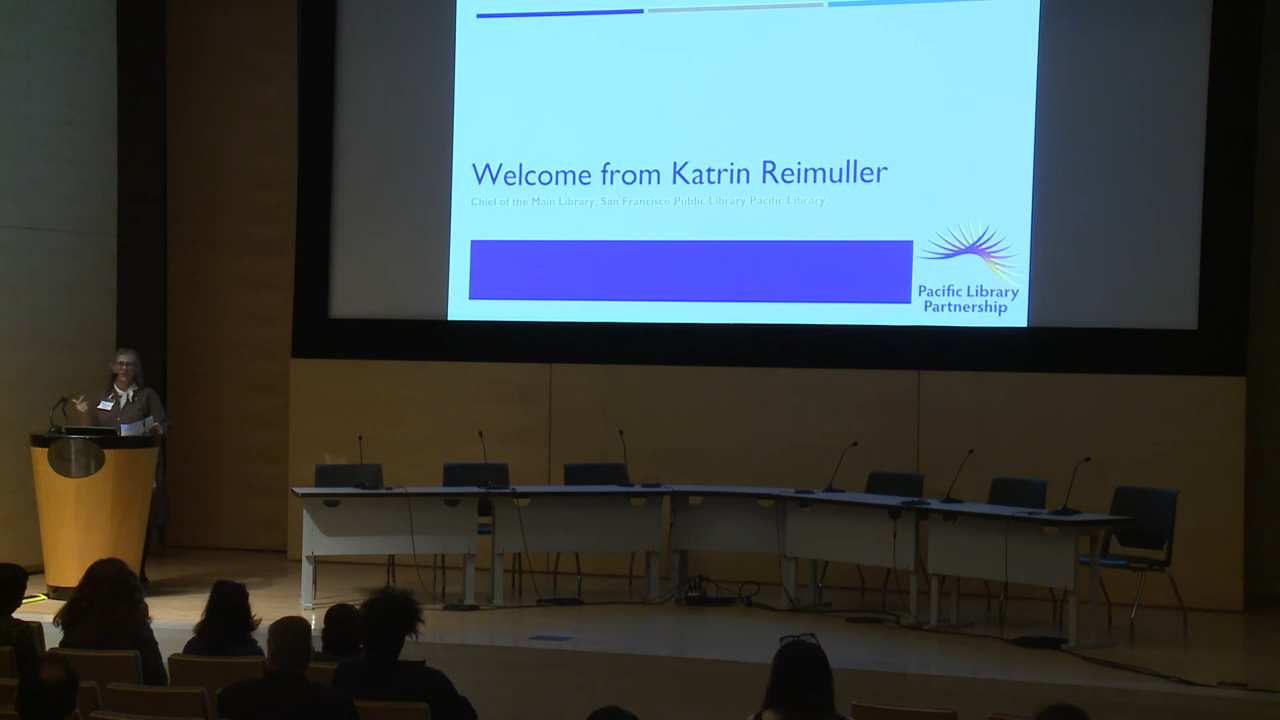 Welcome from Katrin Reimuller
Chief of the Main Library, San Francisco Public Library Pacific Library
Pacific Library
Partnership